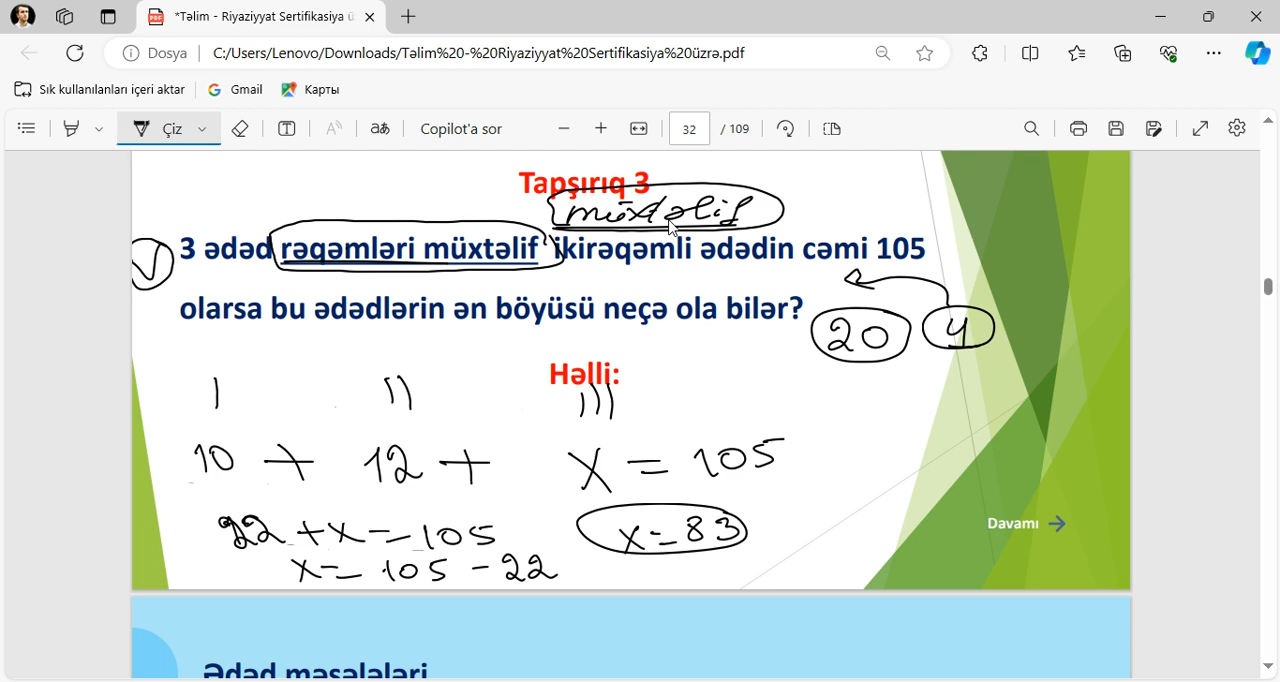 *Təlim - Riyaziyyat Sertifikasiya ü
Dosya C:/Users/Lenovo/Downloads/Təlim%20-%20Riyaziyyat%20Sertifikasiya%20üzrə.pdf
Sık kullanılanları içeri aktar Gmail Карты
Çiz aあ Copilot'a sor 32 / 109
Tapşırıq 3
müxtəlif
3 ədəd rəqəmləri müxtəlif ikirəqəmli ədədin cəmi 105
olarsa bu ədədlərin ən böyüsü neçə ola bilər?
20 4
Həlli:
I II III
10 + 12 + x = 105
22 + x = 105 x = 83
x = 105 - 22
Davamı
Ədəd məsələləri